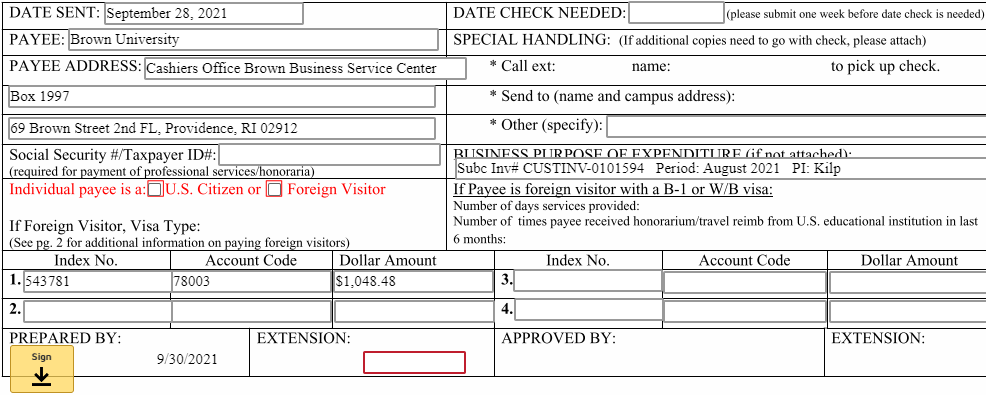 DATE SENT: September 28, 2021
DATE CHECK NEEDED: (please submit one week before date check is needed)
PAYEE: Brown University
SPECIAL HANDLING: (If additional copies need to go with check, please attach)
PAYEE ADDRESS: Cashiers Office Brown Business Service Center
* Call ext: name: to pick up check.
Box 1997
* Send to (name and campus address):
69 Brown Street 2nd FL, Providence, RI 02912
* Other (specify):
Social Security #/Taxpayer ID#:
(required for payment of professional services/honoraria)
BUSINESS PURPOSE OF EXPENDITURE (if not attached):
Subc Inv# CUSTINV-0101594 Period: August 2021 PI: Kilp
Individual payee is a: U.S. Citizen or Foreign Visitor
If Payee is foreign visitor with a B-1 or W/B visa:
Number of days services provided:
If Foreign Visitor, Visa Type:
(See pg. 2 for additional information on paying foreign visitors)
Number of times payee received honorarium/travel reimb from U.S. educational institution in last
6 months:
Index No. Account Code Dollar Amount Index No. Account Code Dollar Amount
1. 543781 78003 $1,048.48 3.
2. 4.
PREPARED BY: EXTENSION: APPROVED BY: EXTENSION:
Sign
9/30/2021